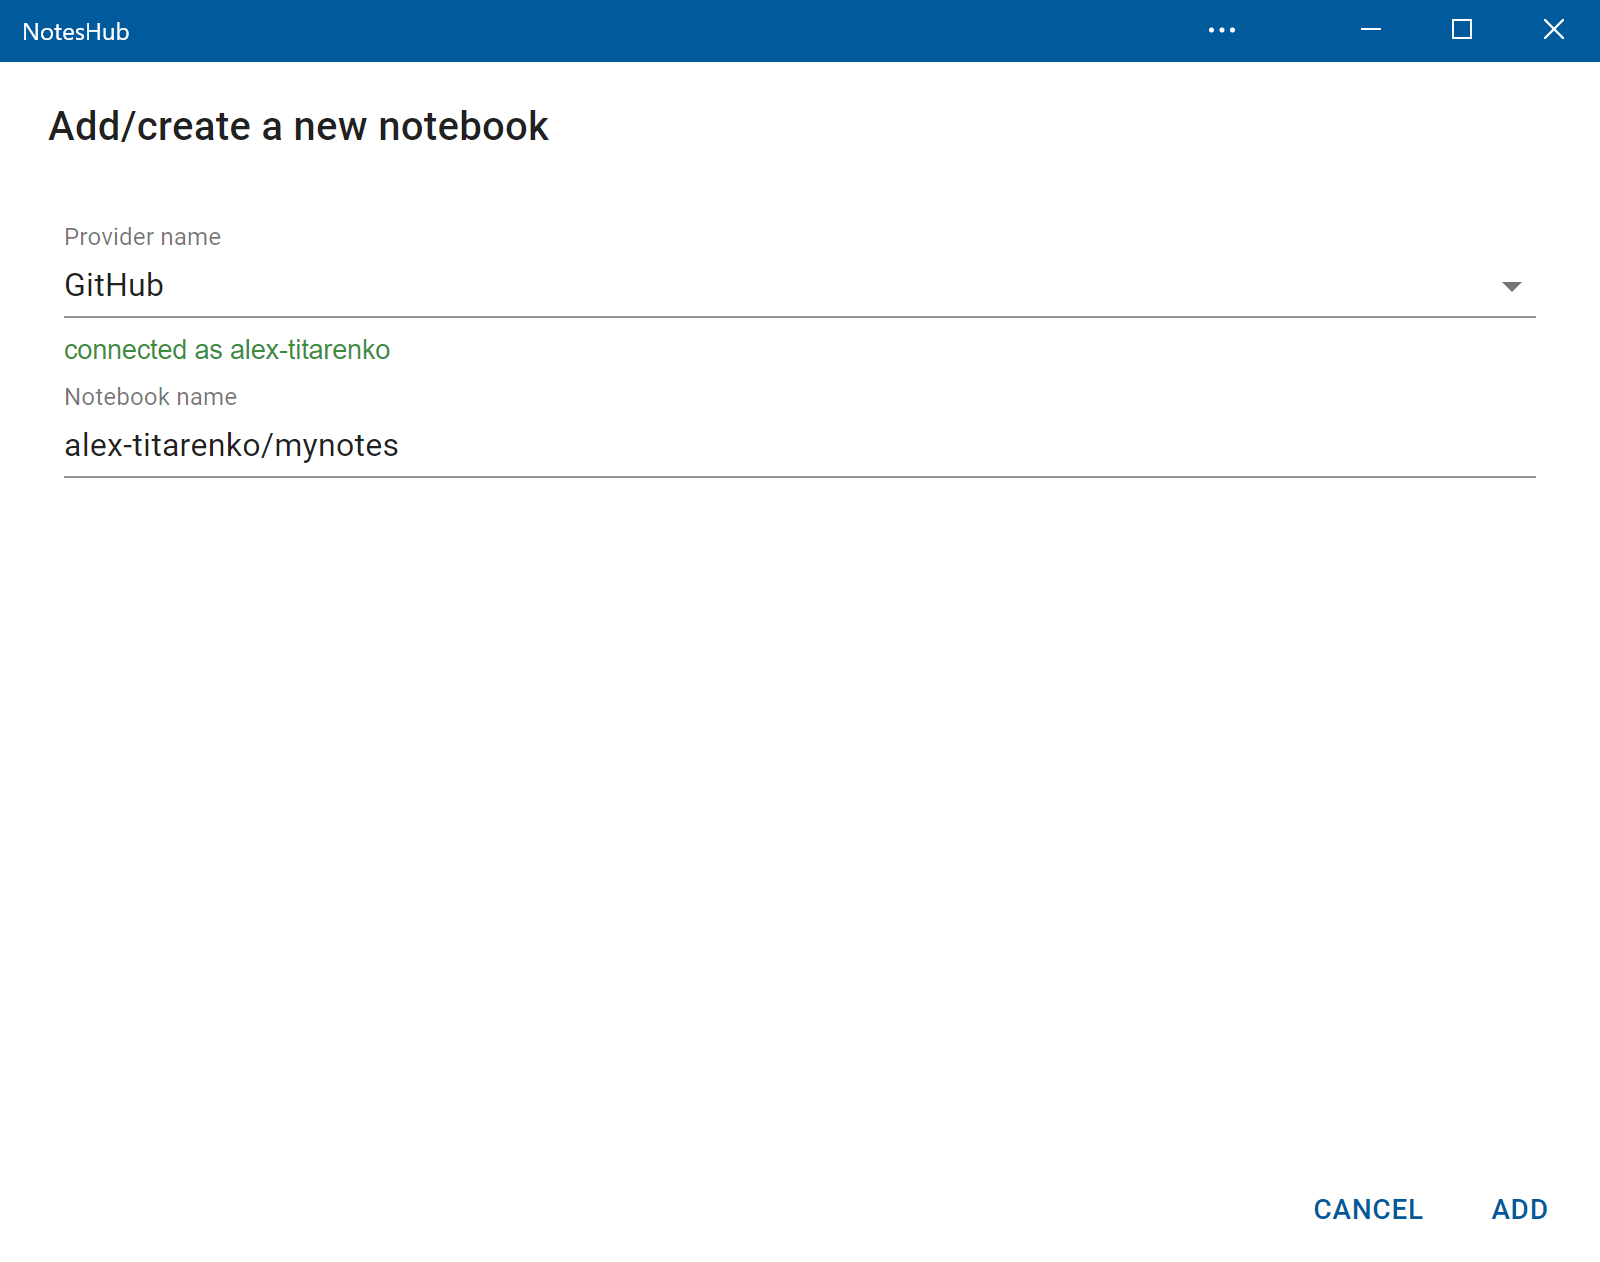 NotesHub
Add/create a new notebook
Provider name
GitHub
connected as alex-titarenko
Notebook name
alex-titarenko/mynotes
CANCEL ADD